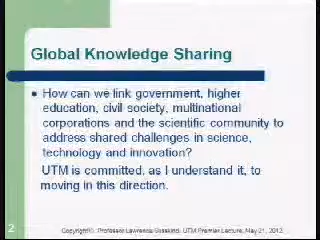 Global Knowledge Sharing
How can we link government, higher
education, civil society, multinational
corporations and the scientific community to
address shared challenges in science,
technology and innovation?
UTM is committed, as I understand it, to
moving in this direction.
2
Copyright©, Professor Lawrence Susskind, UTM Premier Lecture, May 21, 2012